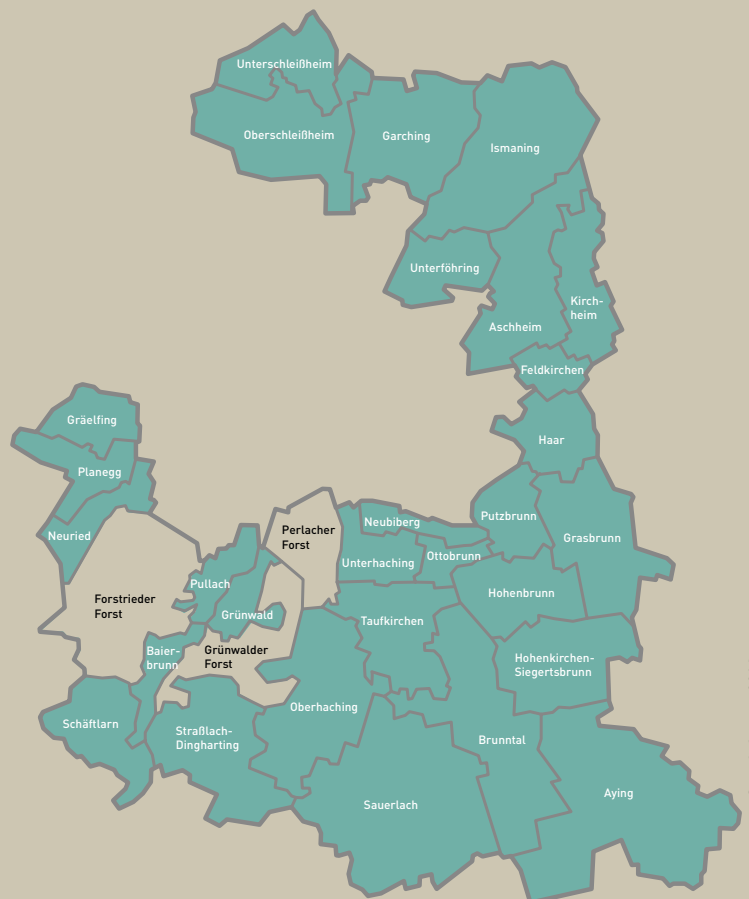 Unterschleißheim
Oberschleißheim
Garching
Ismaning
Unterföhring
Kirch-
heim
Aschheim
Feldkirchen
Gräelfing
Haar
Planegg
Neuried
Perlacher
Forst
Neubiberg
Putzbrunn
Grasbrunn
Unterhaching
Ottobrunn
Pullach
Hohenbrunn
Forstrieder
Forst
Grünwald
Taufkirchen
Baier-
brunn
Grünwalder
Forst
Hohenkirchen-
Siegertsbrunn
Schäftlarn
Oberhaching
Straßlach-
Dingharting
Brunntal
Aying
Sauerlach